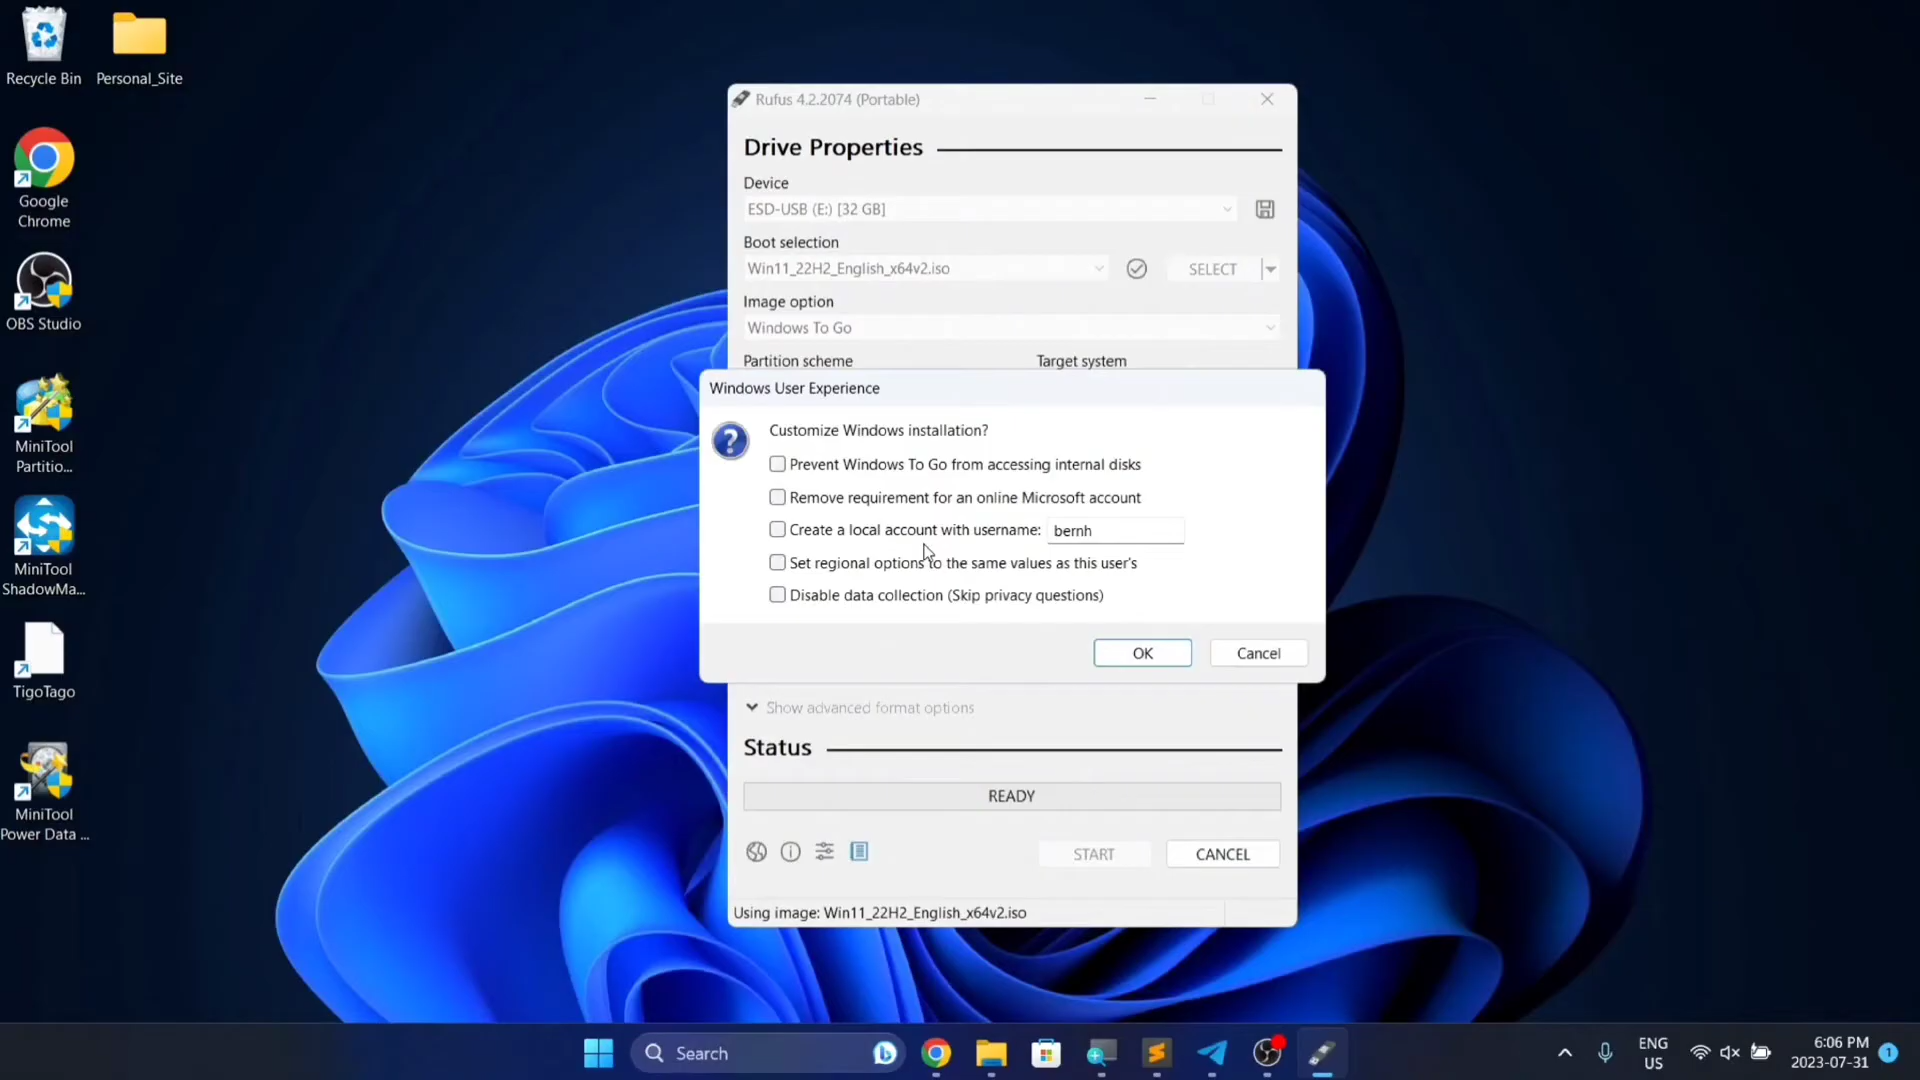 Recycle Bin
Personal_Site
Google
Chrome
OBS Studio
MiniTool
Partitio...
MiniTool
ShadowMa...
TigoTago
MiniTool
Power Data ...
Rufus 4.2.2074 (Portable)
Drive Properties
Device
ESD-USB (E:) [32 GB]
Boot selection
Win11_22H2_English_x64v2.iso
SELECT
Image option
Windows To Go
Partition scheme
Target system
Windows User Experience
?
Customize Windows installation?
Prevent Windows To Go from accessing internal disks
Remove requirement for an online Microsoft account
Create a local account with username: bernh
Set regional options to the same values as this user's
Disable data collection (Skip privacy questions)
OK
Cancel
Show advanced format options
Status
READY
START
CANCEL
Using image: Win11_22H2_English_x64v2.iso
Search
ENG
US
6:06 PM
2023-07-31
1